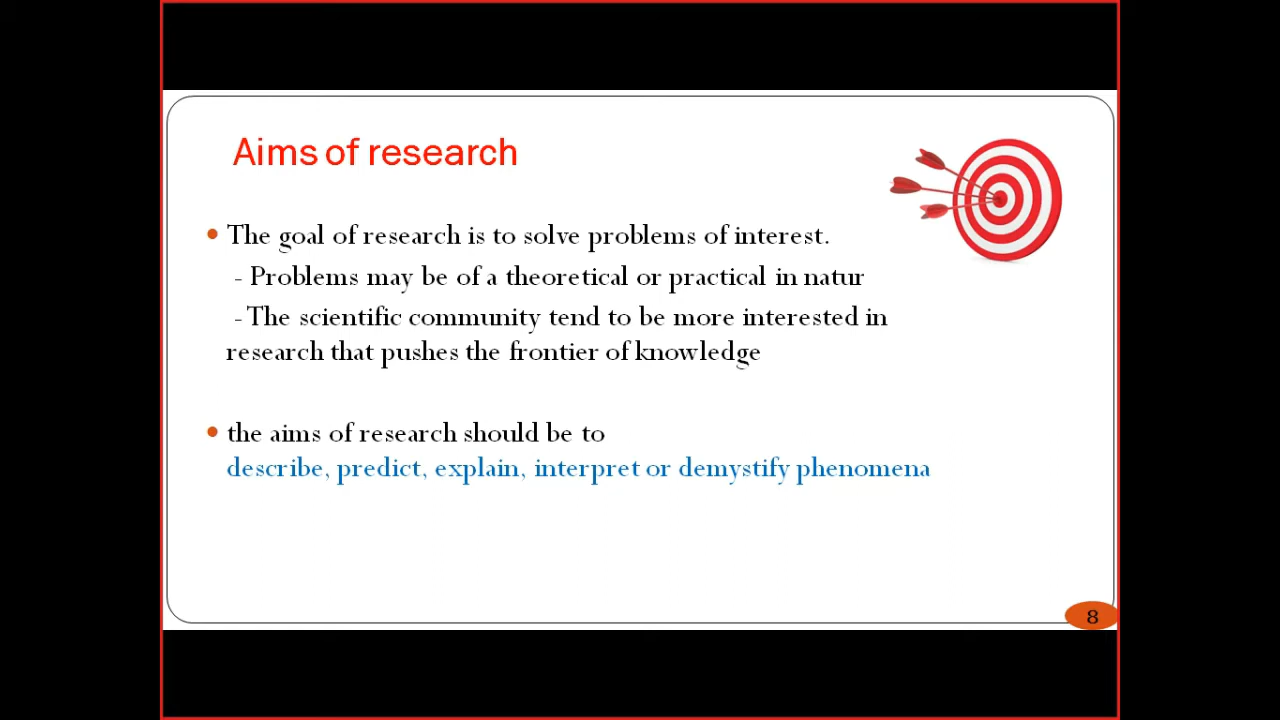 Aims of research
• The goal of research is to solve problems of interest.
- Problems may be of a theoretical or practical in natur
- The scientific community tend to be more interested in
research that pushes the frontier of knowledge
• the aims of research should be to
describe, predict, explain, interpret or demystify phenomena
8